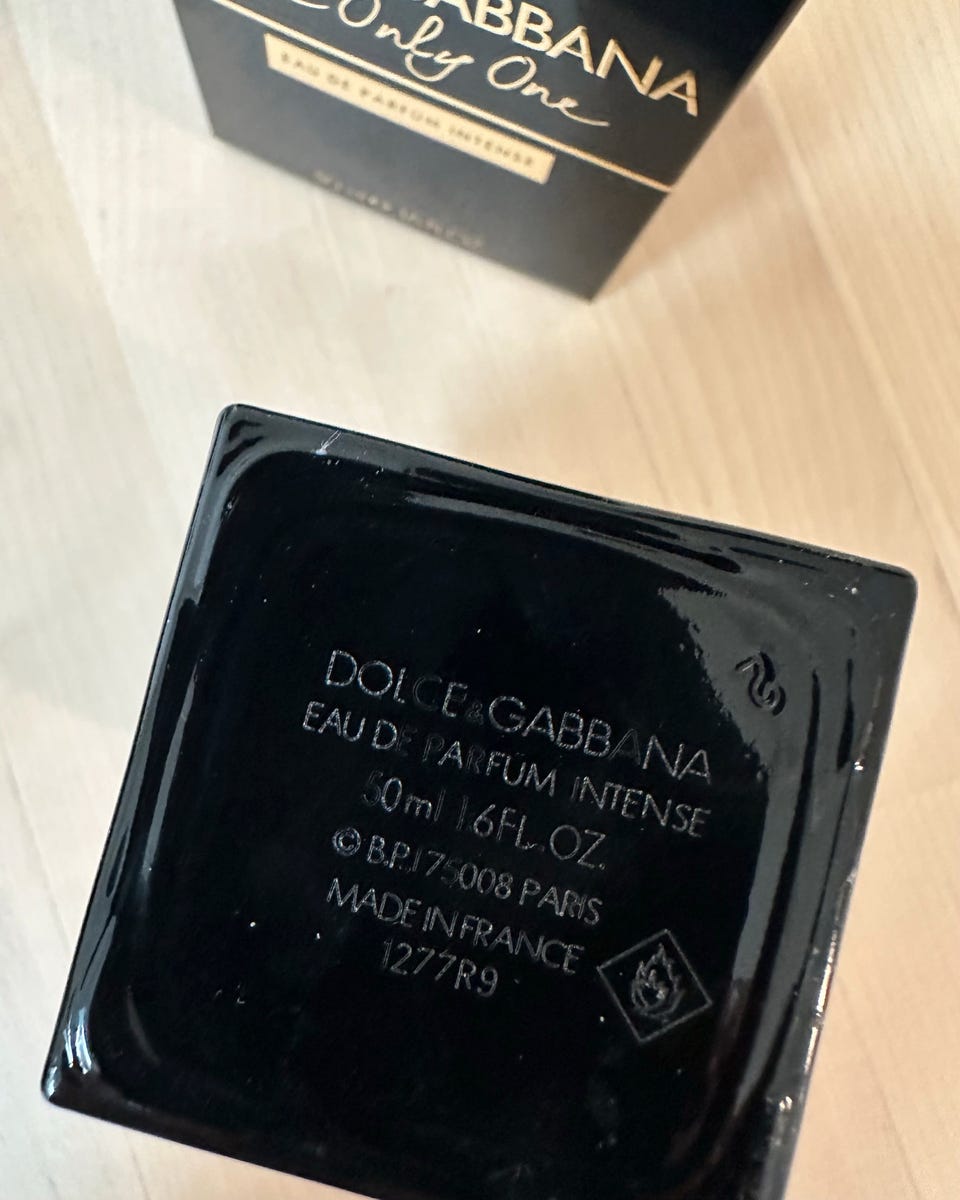 GABBANA
Only One
EAU DE PARFUM INTENSE
DOLCE&GABBANA
EAU DE PARFUM INTENSE
50ml 1.6FL. OZ.
© B.P.175008 PARIS
MADE IN FRANCE
1277R9